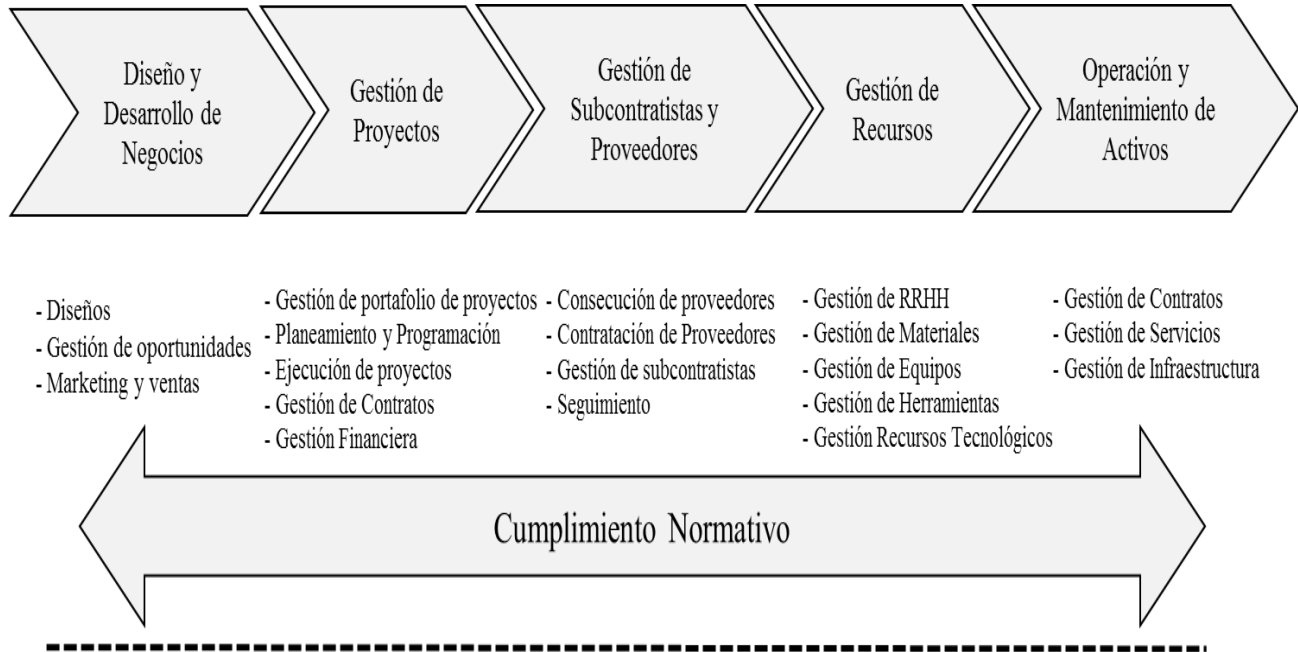 Diseño y
Desarrollo de
Negocios
Gestión de
Proyectos
Gestión de
Subcontratistas y
Proveedores
Gestión de
Recursos
Operación y
Mantenimiento de
Activos
- Diseños
- Gestión de oportunidades
- Marketing y ventas
- Gestión de portafolio de proyectos
- Planeamiento y Programación
- Ejecución de proyectos
- Gestión de Contratos
- Gestión Financiera
- Consecución de proveedores
- Contratación de Proveedores
- Gestión de subcontratistas
- Seguimiento
- Gestión de RRHH
- Gestión de Materiales
- Gestión de Equipos
- Gestión de Herramientas
- Gestión Recursos Tecnológicos
- Gestión de Contratos
- Gestión de Servicios
- Gestión de Infraestructura
Cumplimiento Normativo